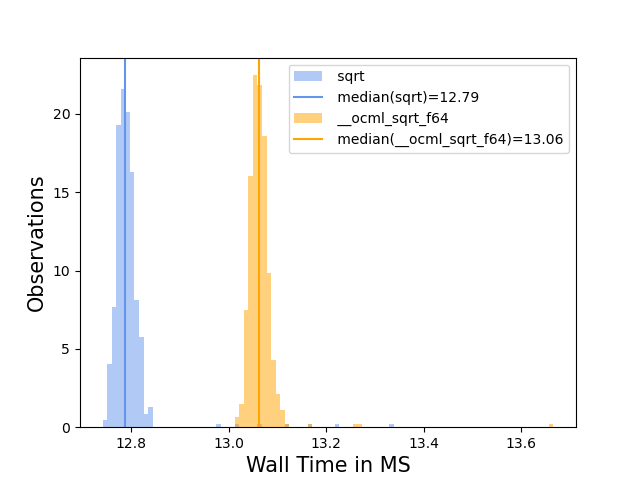 sqrt
median(sqrt)=12.79
__ocml_sqrt_f64
median(__ocml_sqrt_f64)=13.06
Observations
20
15
10
5
0
12.8 13.0 13.2 13.4 13.6
Wall Time in MS